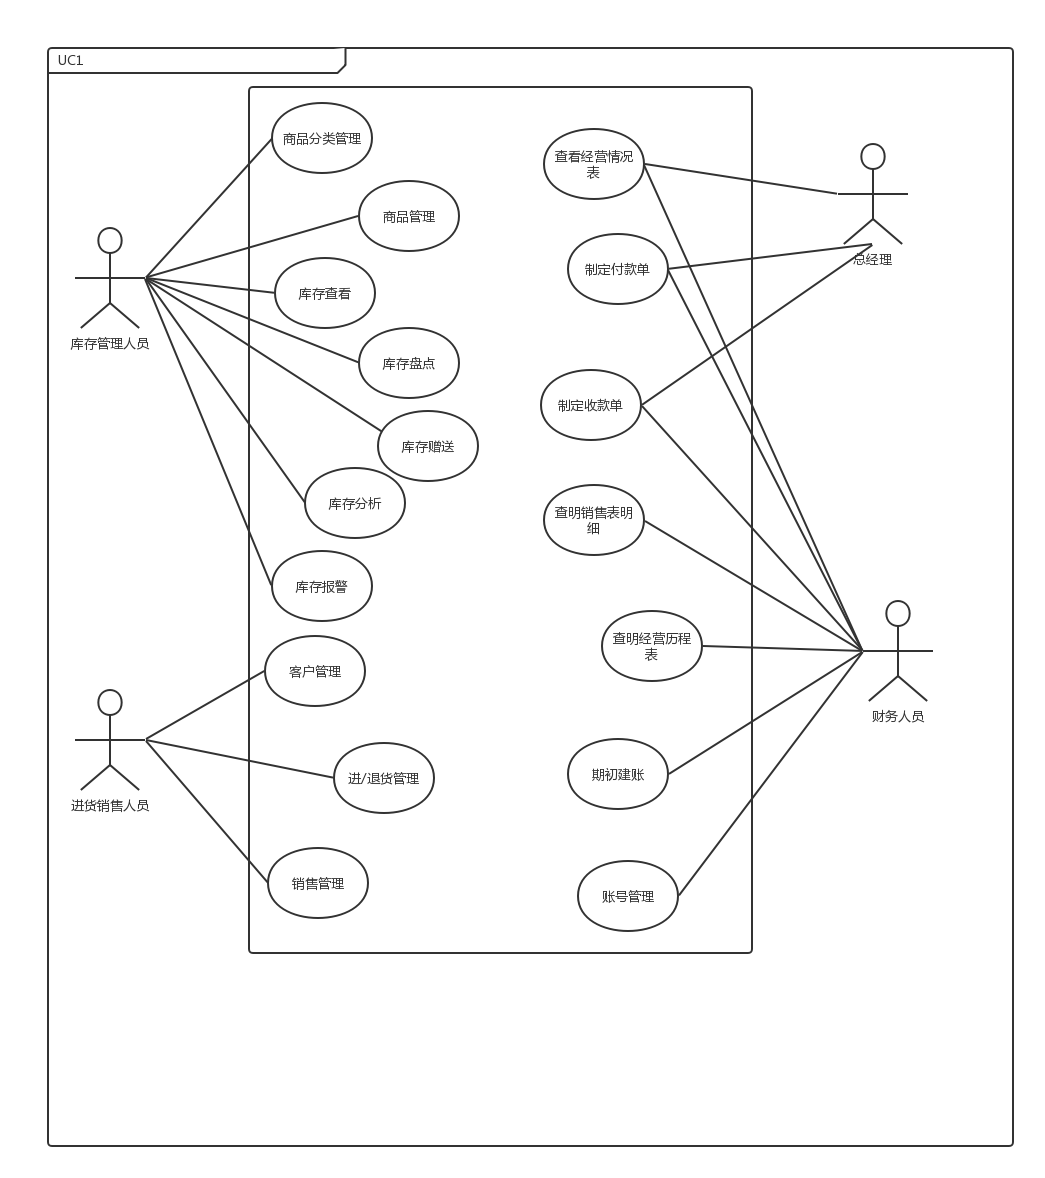 UC1
商品分类管理
查看经营情况
表
商品管理
制定付款单
总经理
库存查看
库存管理人员
库存盘点
制定收款单
库存赠送
库存分析
查明销售表明
细
库存报警
查明经营历程
表
客户管理
财务人员
进/退货管理
期初建账
进货销售人员
销售管理
账号管理